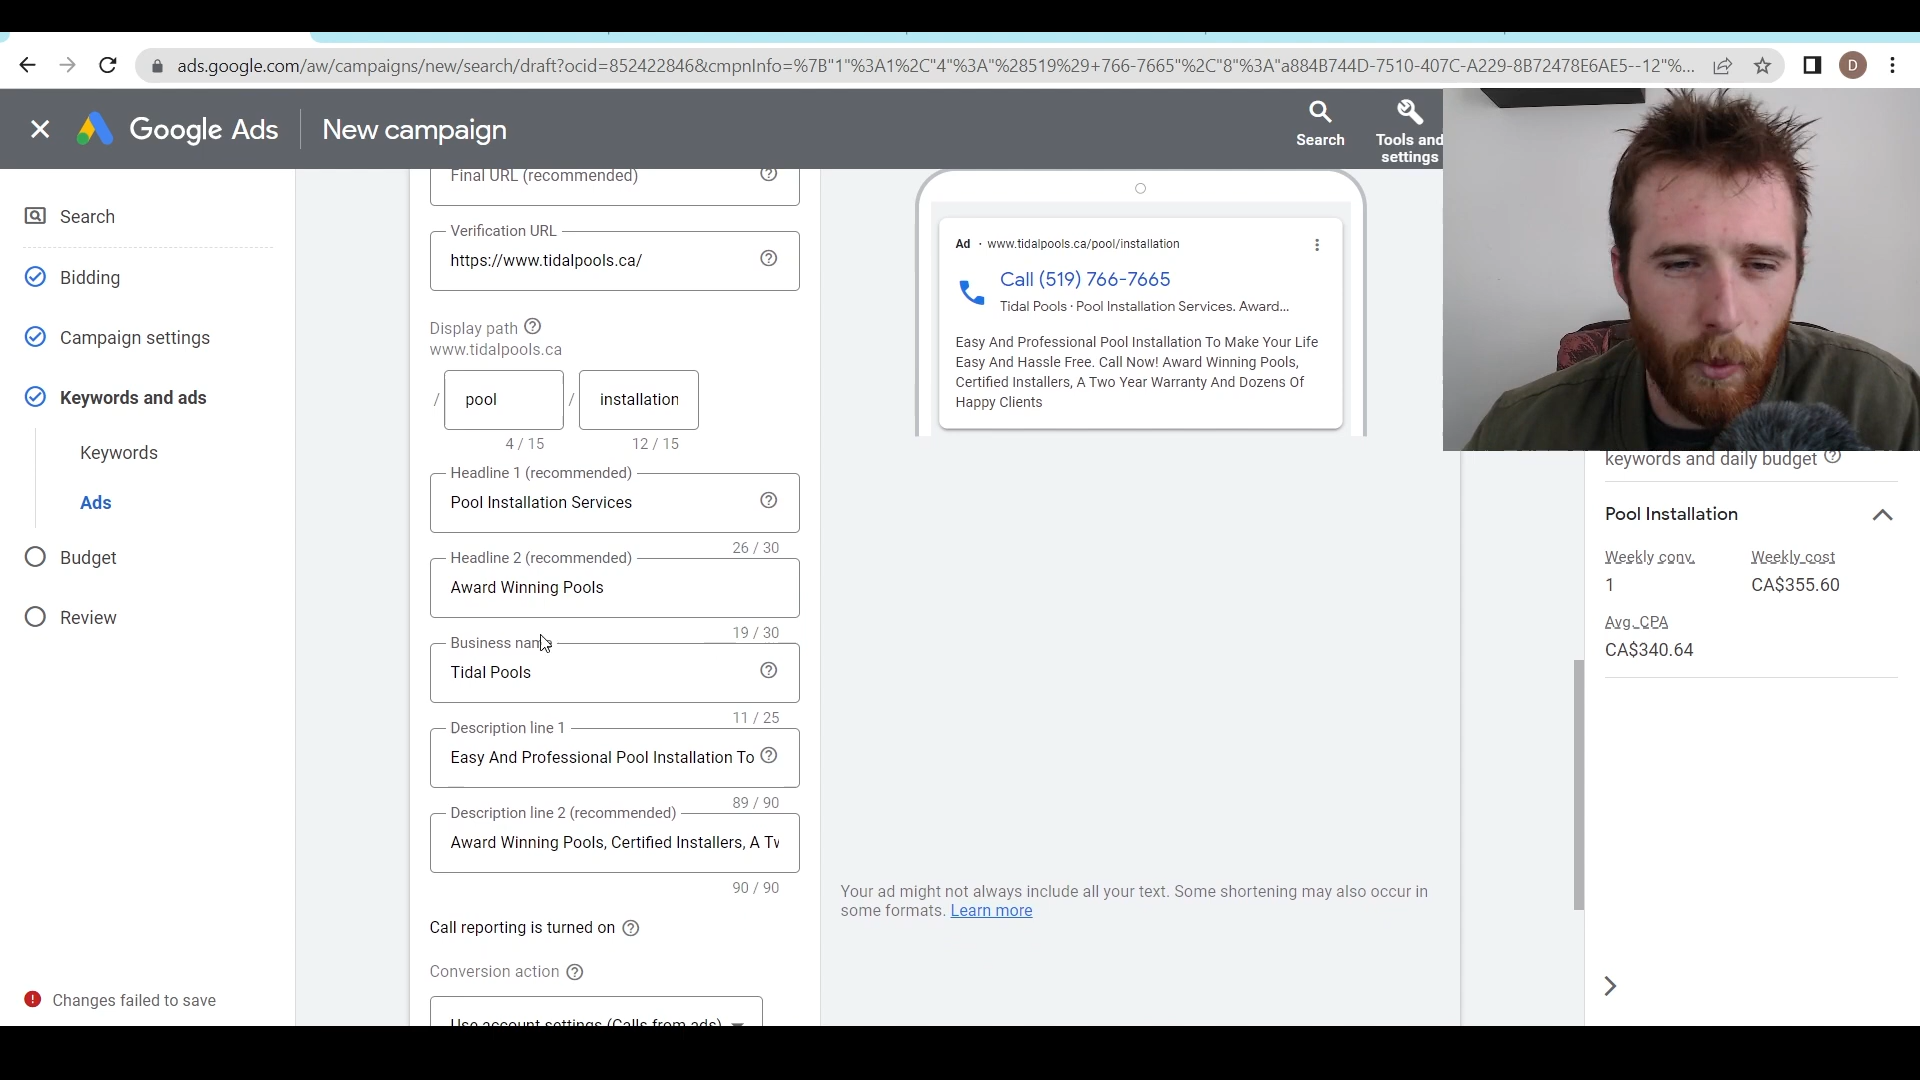 ads.google.com/aw/campaigns/new/search/draft?ocid=852422846&cmpnInfo=%7B"1"%3A1%2C"4"%3A"%28519%29+766-7665"%2C"8"%3A"a884B744D-7510-407C-A229-8B72478E6AE5--12"%...
D
Google Ads
New campaign
Search
Tools and
settings
Search
Bidding
Campaign settings
Keywords and ads
Keywords
Ads
Budget
Review
Changes failed to save
Final URL (recommended)
Verification URL
https://www.tidalpools.ca/
Display path
www.tidalpools.ca
/ pool / installation
4 / 15 12 / 15
Headline 1 (recommended)
Pool Installation Services
26 / 30
Headline 2 (recommended)
Award Winning Pools
19 / 30
Business name
Tidal Pools
11 / 25
Description line 1
Easy And Professional Pool Installation To
89 / 90
Description line 2 (recommended)
Award Winning Pools, Certified Installers, A Tw
90 / 90
Call reporting is turned on
Conversion action
Use account settings (Calls from ads)
Ad · www.tidalpools.ca/pool/installation
Call (519) 766-7665
Tidal Pools · Pool Installation Services. Award...
Easy And Professional Pool Installation To Make Your Life
Easy And Hassle Free. Call Now! Award Winning Pools,
Certified Installers, A Two Year Warranty And Dozens Of
Happy Clients
Your ad might not always include all your text. Some shortening may also occur in
some formats. Learn more
keywords and daily budget
Pool Installation
Weekly conv. Weekly cost
1 CA$355.60
Avg. CPA
CA$340.64